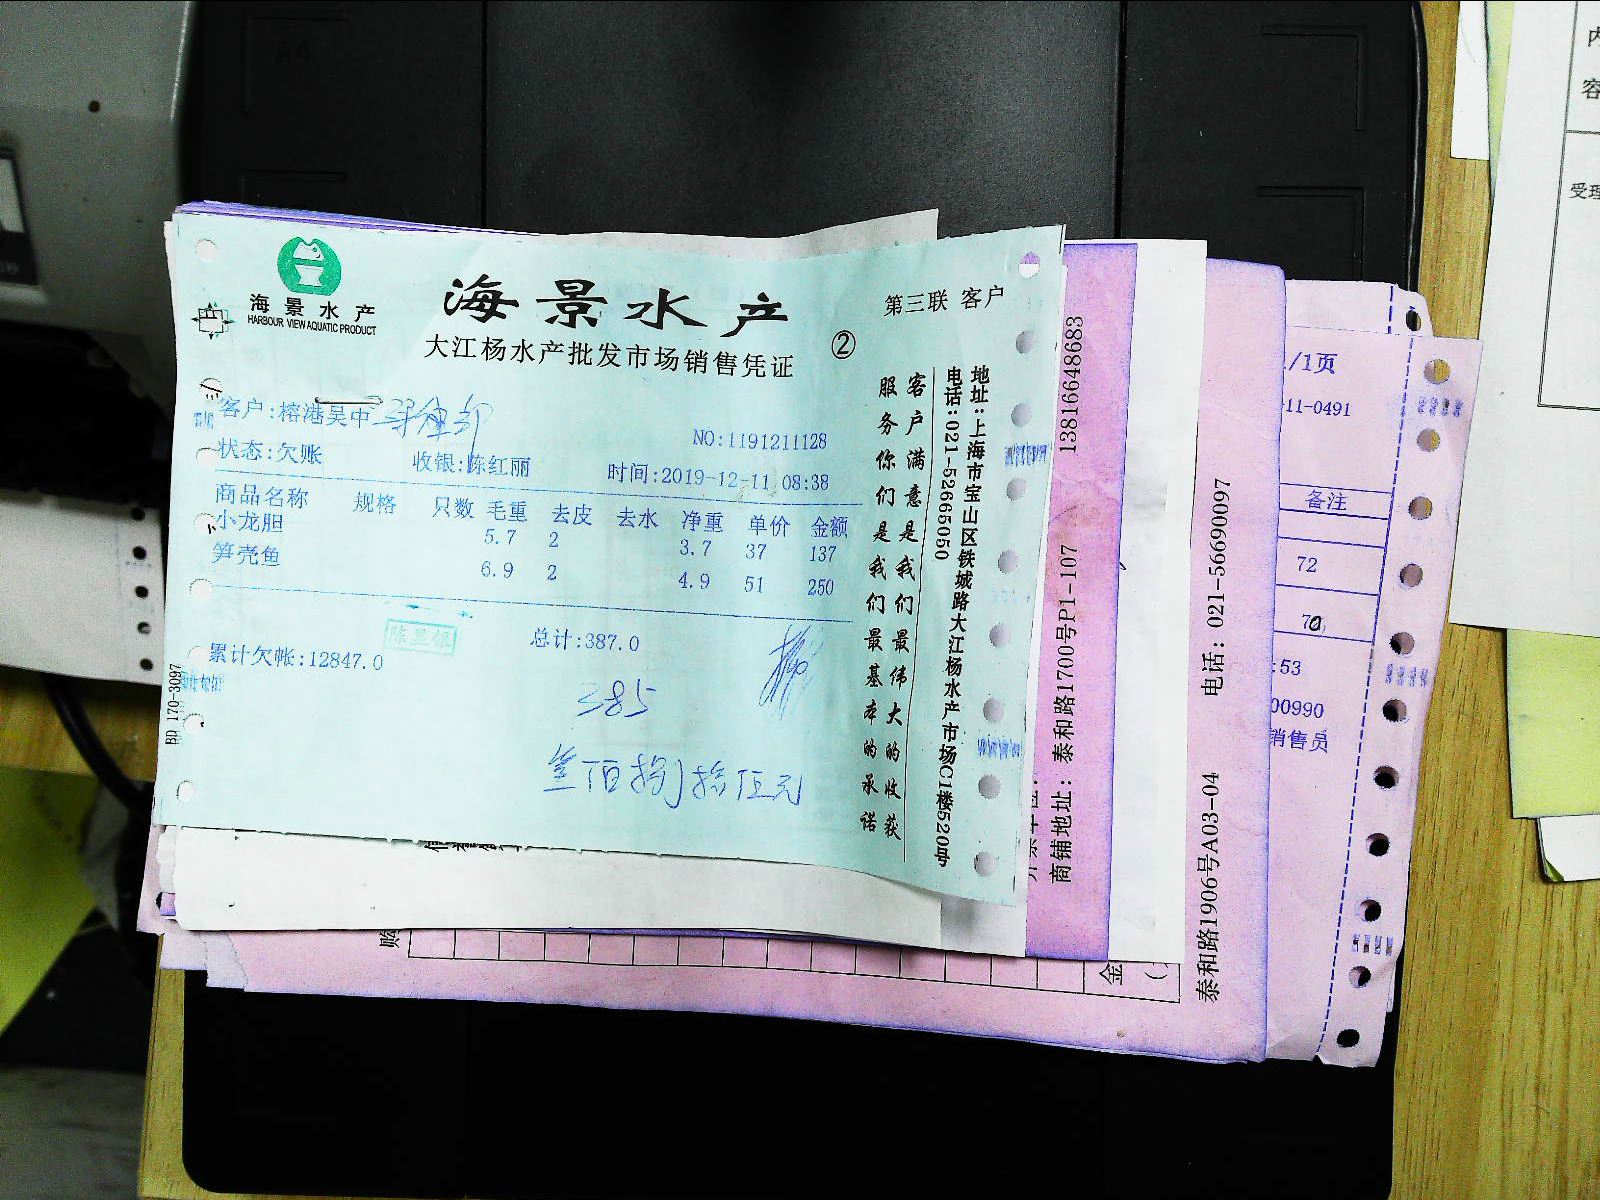 海景水产
HARBOUR VIEW AQUATIC PRODUCT
海景水产
大江杨水产批发市场销售凭证
②
第三联 客户
客户:榕港吴中
NO:1191211128
状态:欠账 收银:陈红丽 时间:2019-12-11 08:38
商品名称 规格 只数 毛重 去皮 去水 净重 单价 金额
小龙胆 5.7 2 3.7 37 137
笋壳鱼 6.9 2 4.9 51 250
总计:387.0
累计欠帐:12847.0
385
叁佰捌拾伍元
BD 170-3097
客户满意是我们最伟大的收获
服务你们是我们最基本的承诺
地址:上海市宝山区铁城路大江杨水产市场C1楼520号
电话:021-52665050
13816648683
商铺地址:泰和路1700号P1-107
电话:021-56690097
泰和路1906号A03-04
/1页
-11-0491
备注
72
70
:53
00990
销售员
金
内
容
受理
A4